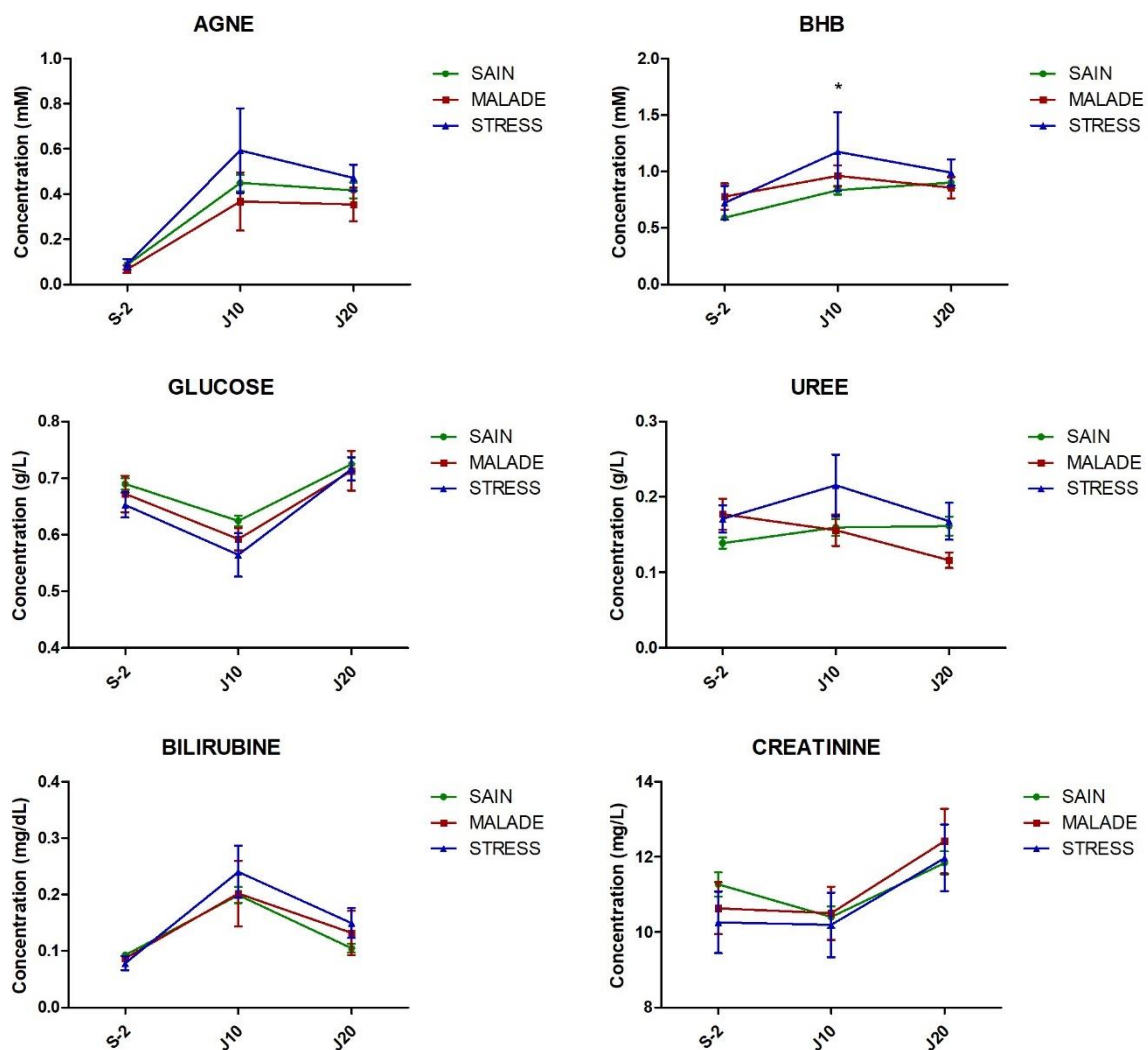 AGNE
Concentration (mM)
1.0
0.8
0.6
0.4
0.2
0.0
S-2
J10
J20
SAIN
MALADE
STRESS
BHB
Concentration (mM)
2.0
1.5
1.0
0.5
0.0
*
S-2
J10
J20
SAIN
MALADE
STRESS
GLUCOSE
Concentration (g/L)
0.8
0.7
0.6
0.5
0.4
S-2
J10
J20
SAIN
MALADE
STRESS
UREE
Concentration (g/L)
0.3
0.2
0.1
0.0
S-2
J10
J20
SAIN
MALADE
STRESS
BILIRUBINE
Concentration (mg/dL)
0.4
0.3
0.2
0.1
0.0
S-2
J10
J20
SAIN
MALADE
STRESS
CREATININE
Concentration (mg/L)
14
12
10
8
S-2
J10
J20
SAIN
MALADE
STRESS